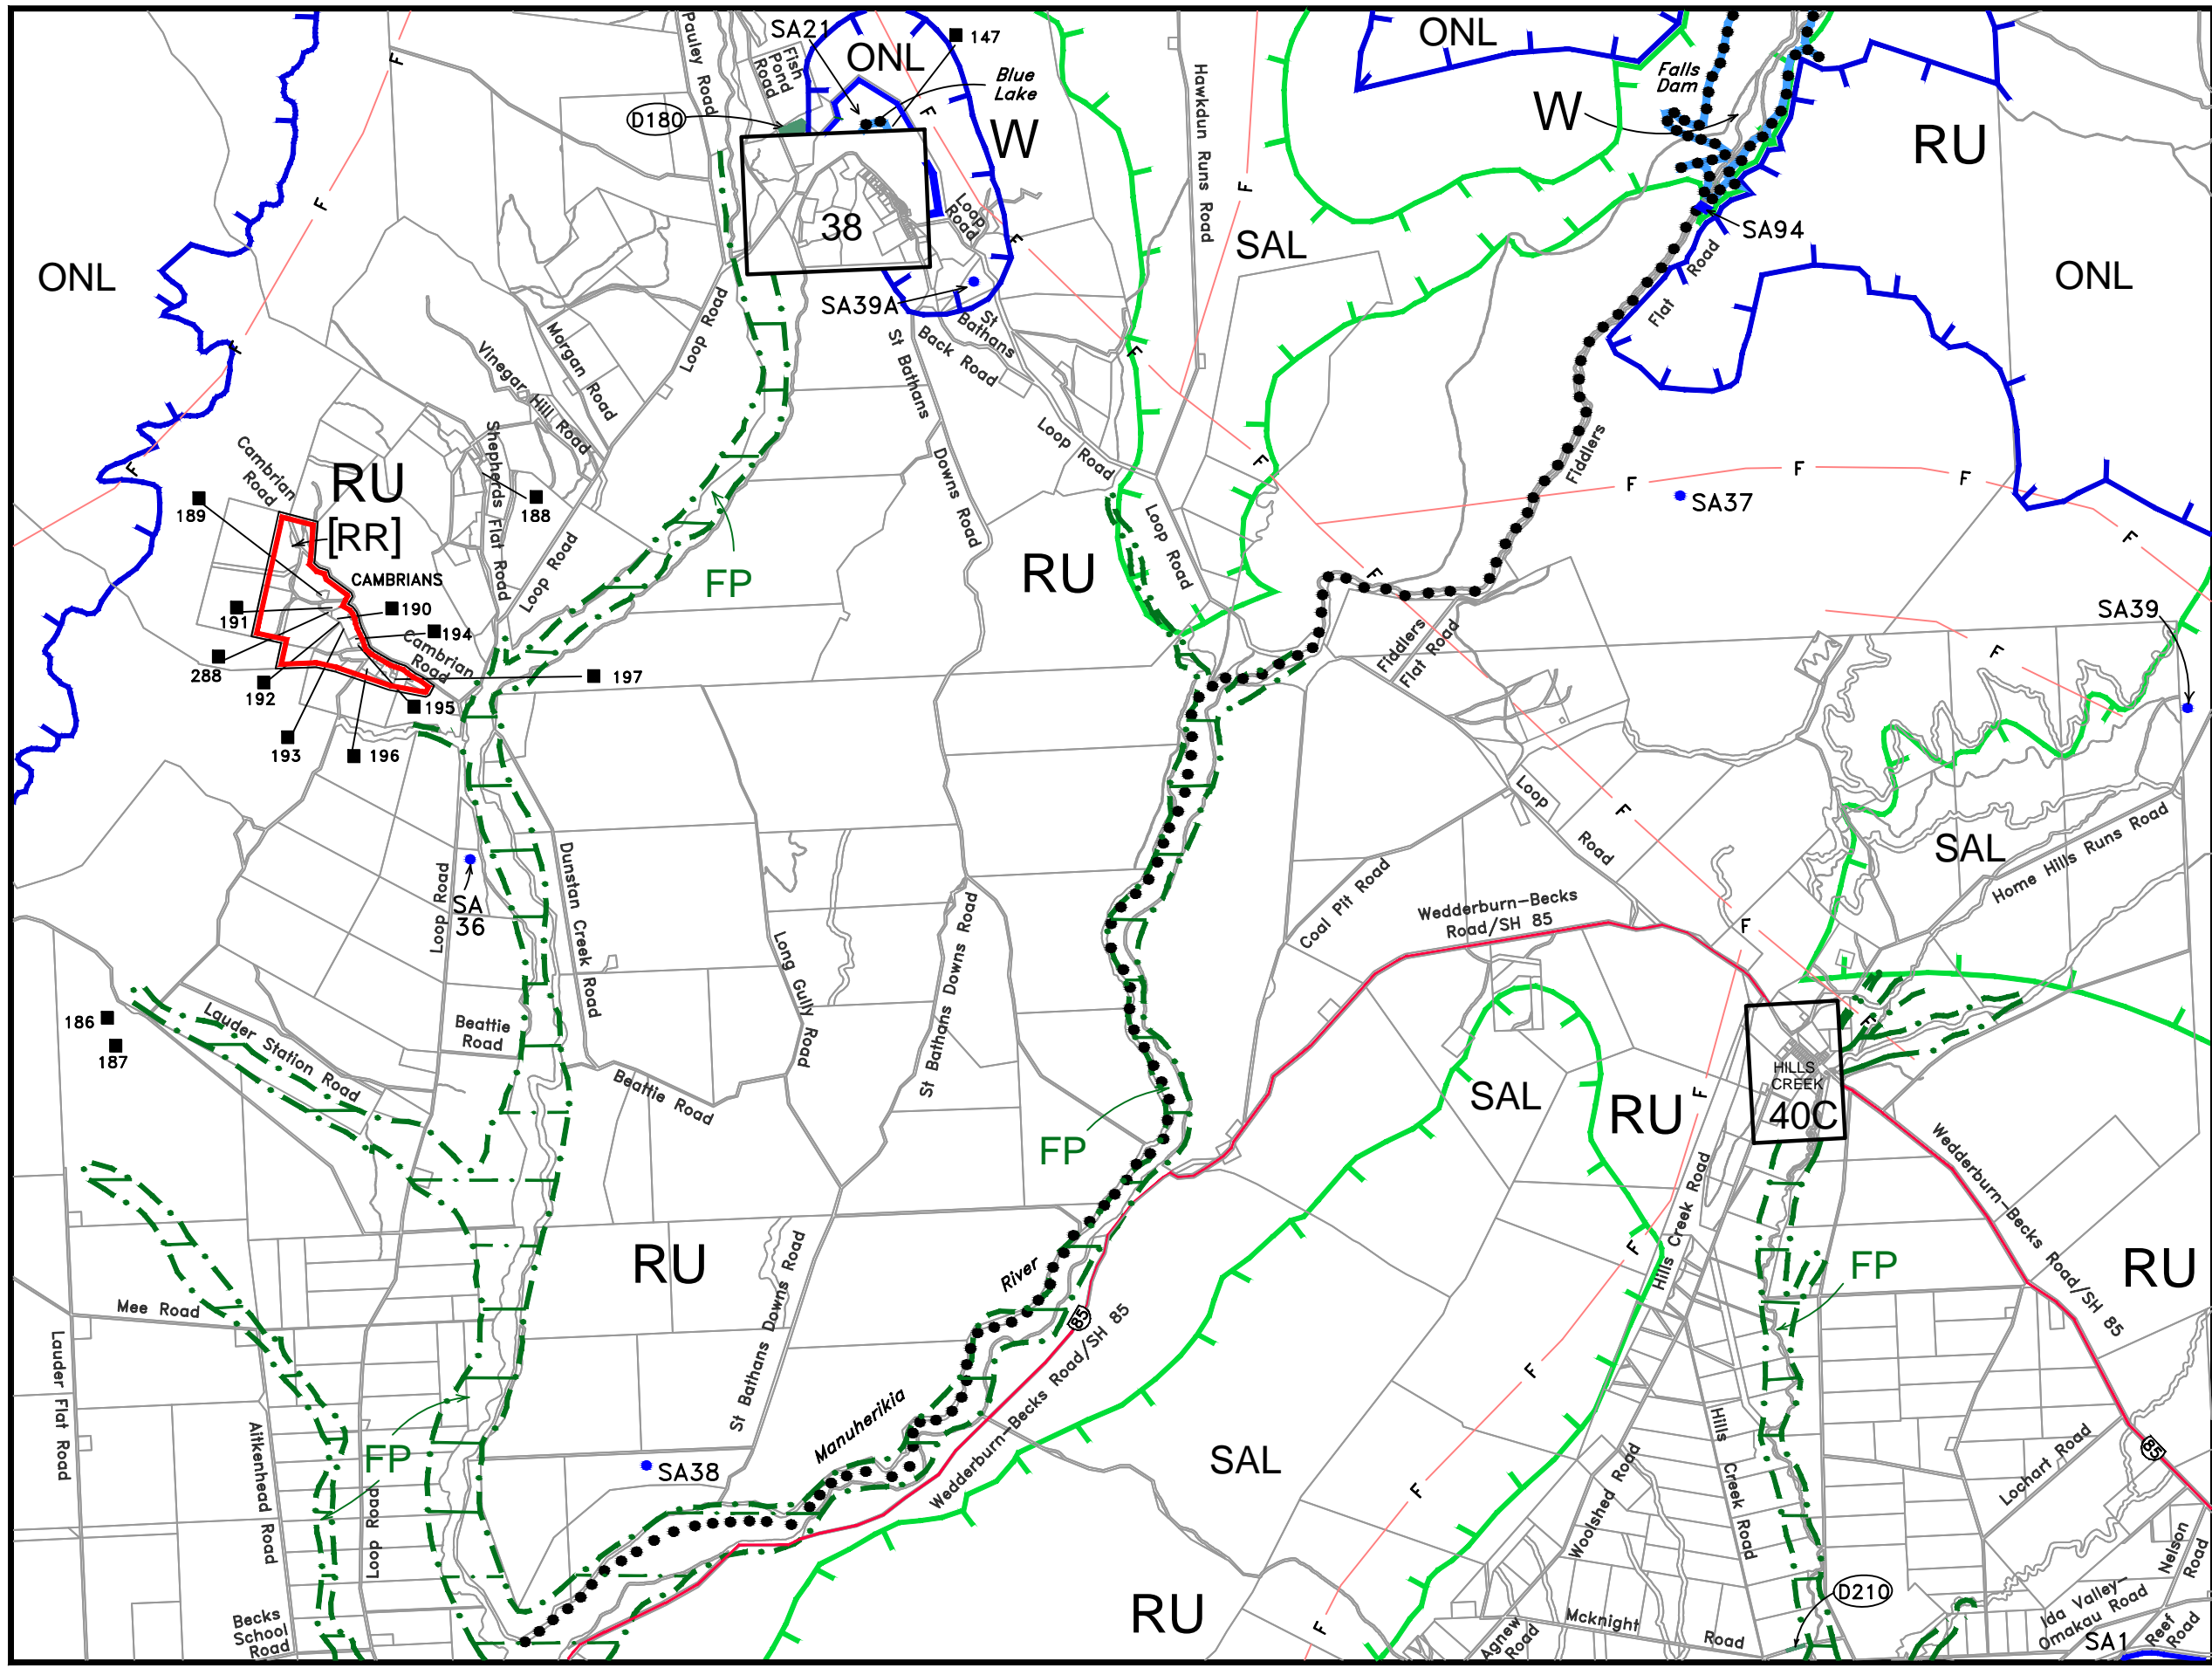 ONL
F
Pauley Road
Fish
Pond
Road
SA21
ONL
147
Blue
Lake
W
D180
38
Loop
Road
SA39A
St
Bathans
Back Road
Hawkdun Runs Road
F
F
F
F
SAL
ONL
Falls
Dam
W
RU
SA94
Flat Road
ONL
ONL
F
F
F
F
Vinegar Hill Road
Morgan Road
Loop Road
St Bathans Downs Road
Loop Road
Loop Road
F
Fiddlers
F
F
F
SA37
F
Cambrian
Road
RU
[RR]
Shepherds Flat Road
188
189
CAMBRIANS
190
191
194
Cambrian
Road
288
192
195
197
193
196
Loop Road
FP
RU
F
Fiddlers
Flat Road
F
SA39
SA
36
Loop Road
Dunstan Creek Road
Long Gully Road
St Bathans Downs Road
Coal Pit Road
Loop
Road
F
SAL
Home Hills Runs Road
Wedderburn-Becks
Road/SH 85
F
186
187
Lauder Station Road
Beattie
Road
Beattie Road
FP
SAL
RU
F
F
HILLS
CREEK
40C
Wedderburn-Becks Road/SH 85
RU
River
St Bathans Downs Road
85
Wedderburn-Becks Road/SH 85
Hills Creek Road
F
FP
RU
Mee Road
Lauder Flat Road
Aitkenhead Road
FP
Loop Road
Manuherikia
SA38
SAL
F
F
Hills Creek Road
Woolshed Road
Lochart Road
85
Becks
School
Road
RU
F
Agnew
Road
Mcknight Road
D210
Ida Valley-
Omakau Road
Nelson
Road
Reef
Road
SA1